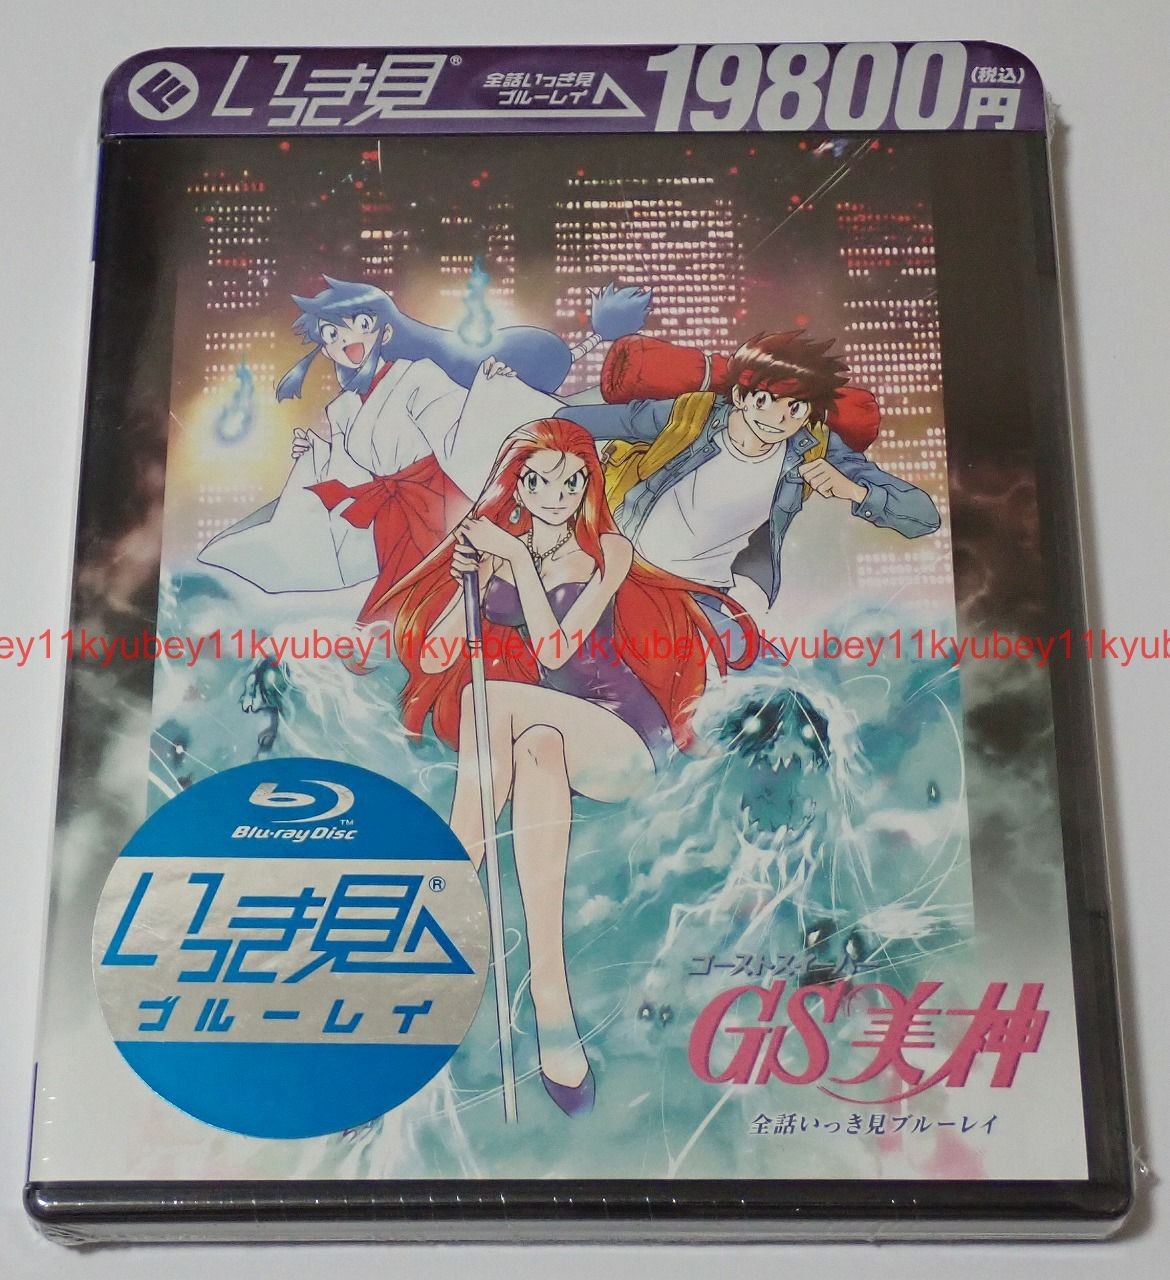 いっき見®
全話いっき見
ブルーレイ
19800円
(税込)
ey11kyubey11kyubey11kyubey11kyubey11kyubey11kyubey11kyubey11kyub
Blu-ray Disc™
いっき見®
ブルーレイ
ゴーストスイーパー
GS美神
全話いっき見ブルーレイ